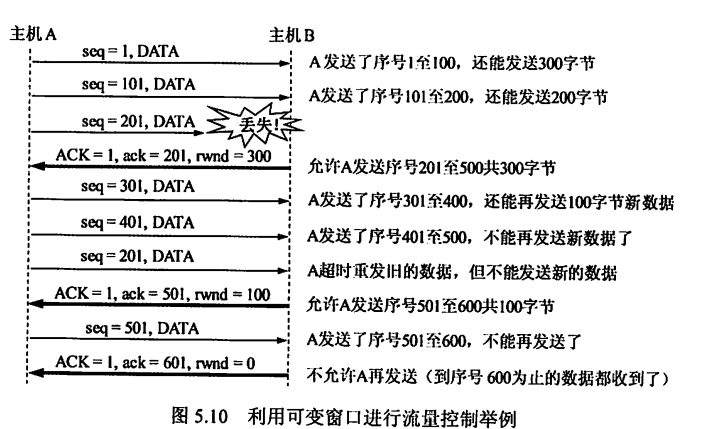 主机A 主机B
seq = 1, DATA A发送了序号1至100，还能发送300字节
seq = 101, DATA A发送了序号101至200，还能发送200字节
seq = 201, DATA 丢失!
ACK = 1, ack = 201, rwnd = 300 允许A发送序号201至500共300字节
seq = 301, DATA A发送了序号301至400，还能再发送100字节新数据
seq = 401, DATA A发送了序号401至500，不能再发送新数据了
seq = 201, DATA A超时重发旧的数据，但不能发送新的数据
ACK = 1, ack = 501, rwnd = 100 允许A发送序号501至600共100字节
seq = 501, DATA A发送了序号501至600，不能再发送了
ACK = 1, ack = 601, rwnd = 0 不允许A再发送（到序号600为止的数据都收到了）
图 5.10 利用可变窗口进行流量控制举例